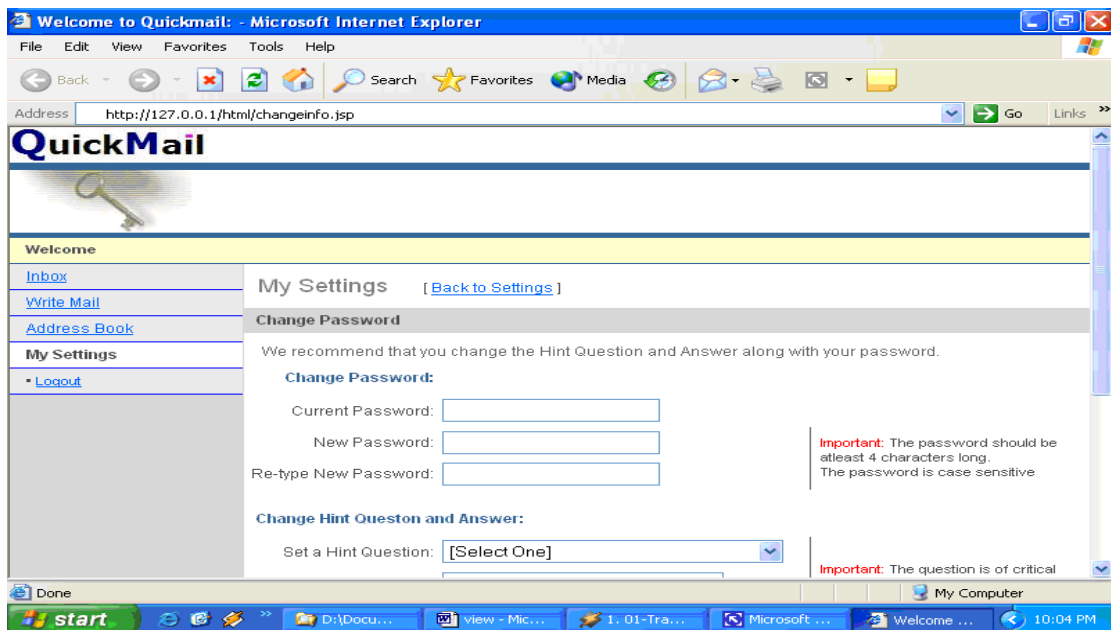 Welcome to Quickmail: - Microsoft Internet Explorer
File Edit View Favorites Tools Help
Back Search Favorites Media
Address http://127.0.0.1/html/changeinfo.jsp Go Links »
QuickMail
Welcome
Inbox
Write Mail
Address Book
My Settings
Logout
My Settings [ Back to Settings ]
Change Password
We recommend that you change the Hint Question and Answer along with your password.
Change Password:
Current Password:
New Password:
Re-type New Password:
Important: The password should be
atleast 4 characters long.
The password is case sensitive
Change Hint Queston and Answer:
Set a Hint Question: [Select One]
Important: The question is of critical
Done My Computer
start » D:\Docu... view - Mic... 1. 01-Tra... Microsoft ... Welcome ... 10:04 PM